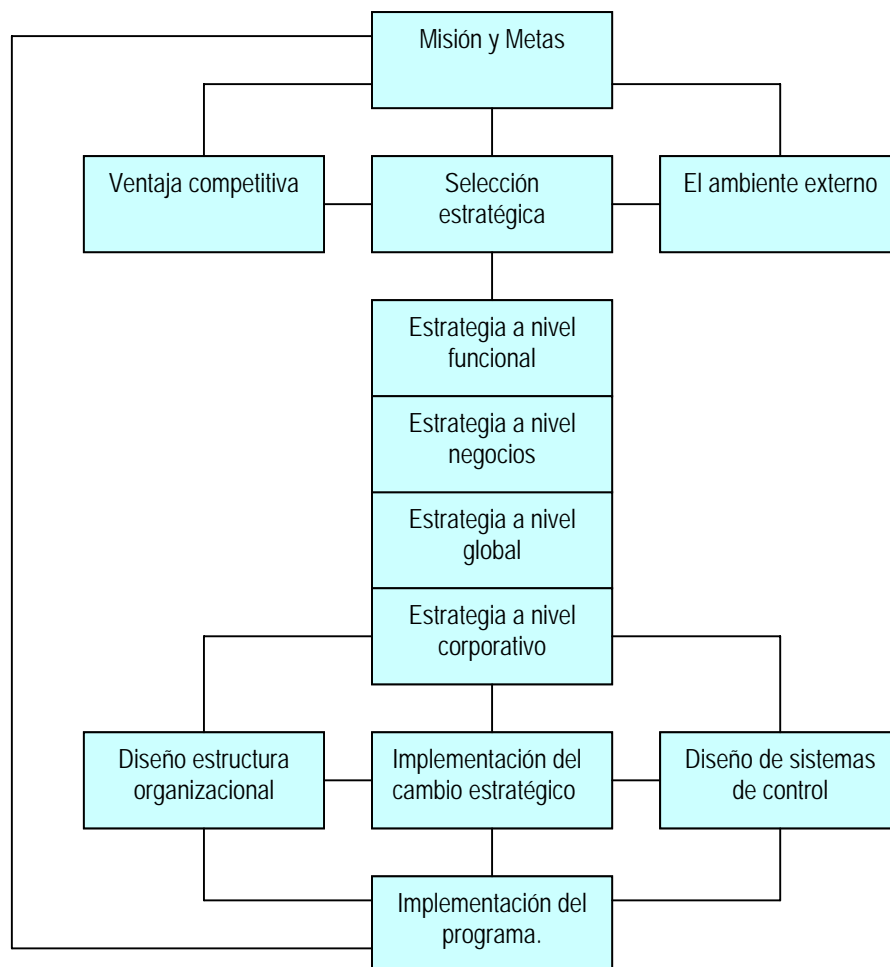 Misión y Metas
Ventaja competitiva
Selección
estratégica
El ambiente externo
Estrategia a nivel
funcional
Estrategia a nivel
negocios
Estrategia a nivel
global
Estrategia a nivel
corporativo
Diseño estructura
organizacional
Implementación del
cambio estratégico
Diseño de sistemas
de control
Implementación del
programa.